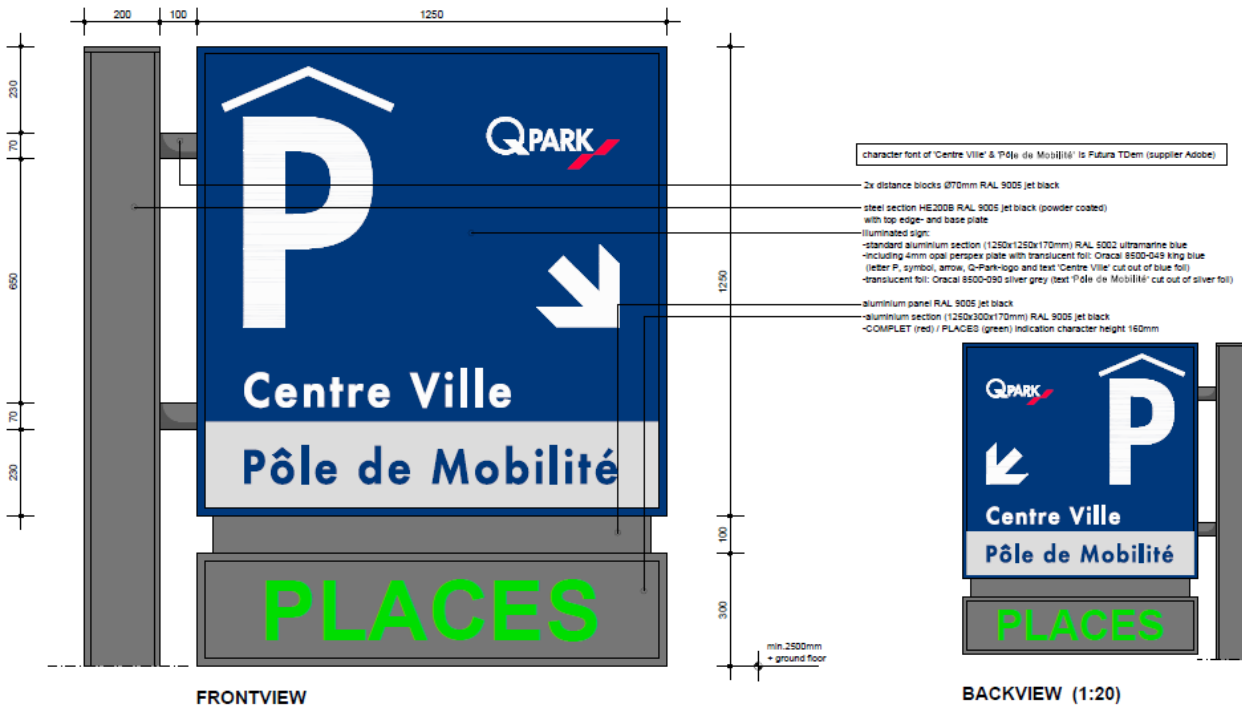 200
100
1250
230
70
650
70
230
QPARK
Centre Ville
Pôle de Mobilité
PLACES
1250
100
300
min.2500mm
+ ground floor
FRONTVIEW
character font of 'Centre Ville' & 'Pôle de Mobilité' is Futura TDem (supplier Adobe)
2x distance blocks Ø70mm RAL 9005 jet black
steel section HE200B RAL 9005 jet black (powder coated)
with top edge- and base plate
illuminated sign:
-standard aluminium section (1250x1250x170mm) RAL 5002 ultramarine blue
-including 4mm opal perspex plate with translucent foil: Oracal 8500-049 king blue
(letter P, symbol, arrow, Q-Park-logo and text 'Centre Ville' cut out of blue foil)
-translucent foil: Oracal 8500-090 silver grey (text 'Pôle de Mobilité' cut out of silver foil)
aluminium panel RAL 9005 jet black
-aluminium section (1250x300x170mm) RAL 9005 jet black
-COMPLET (red) / PLACES (green) indication character height 160mm
QPARK
P
Centre Ville
Pôle de Mobilité
PLACES
BACKVIEW (1:20)
P